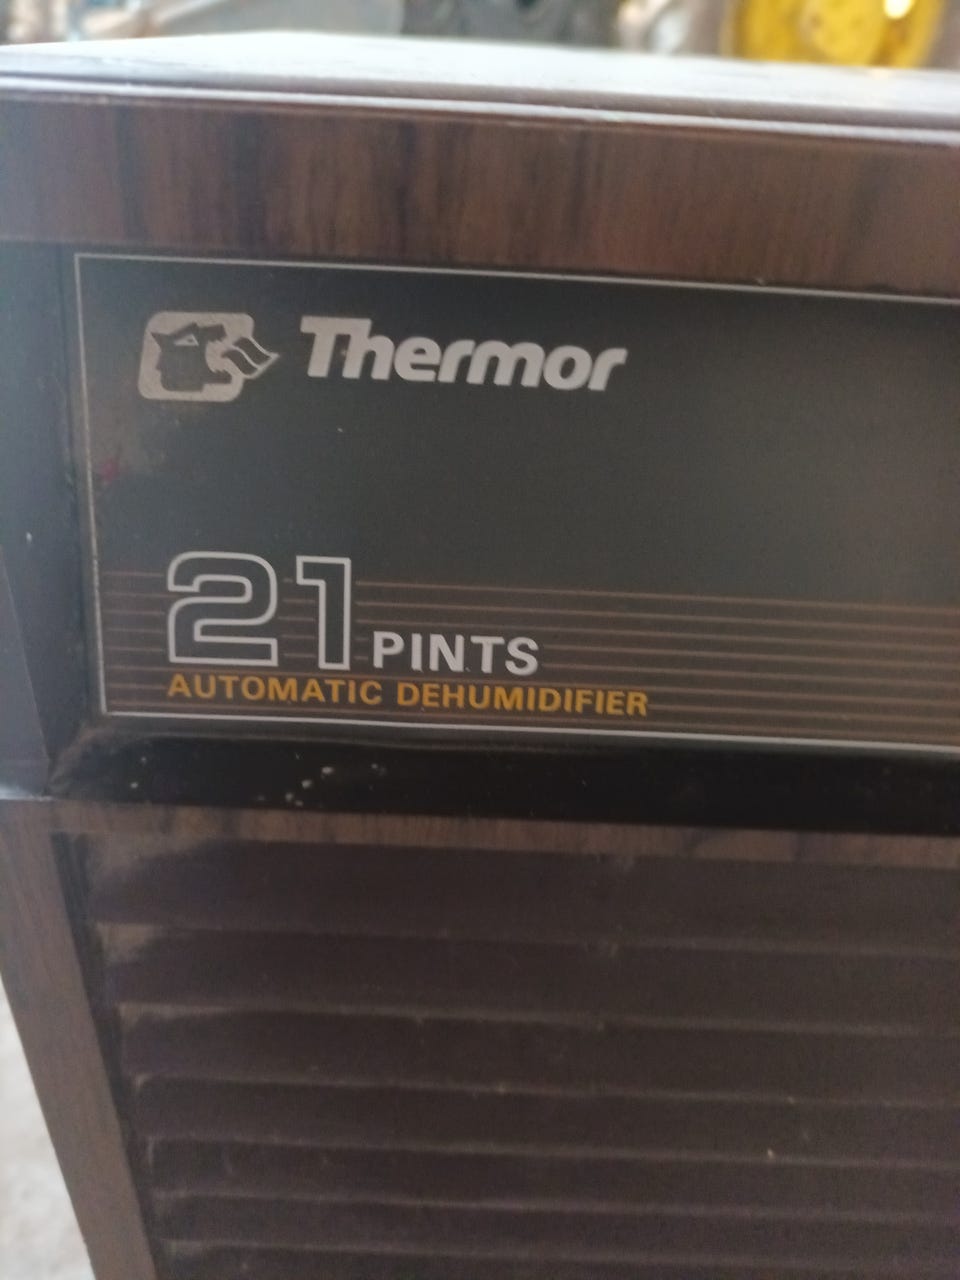 Thermor
21 PINTS
AUTOMATIC DEHUMIDIFIER